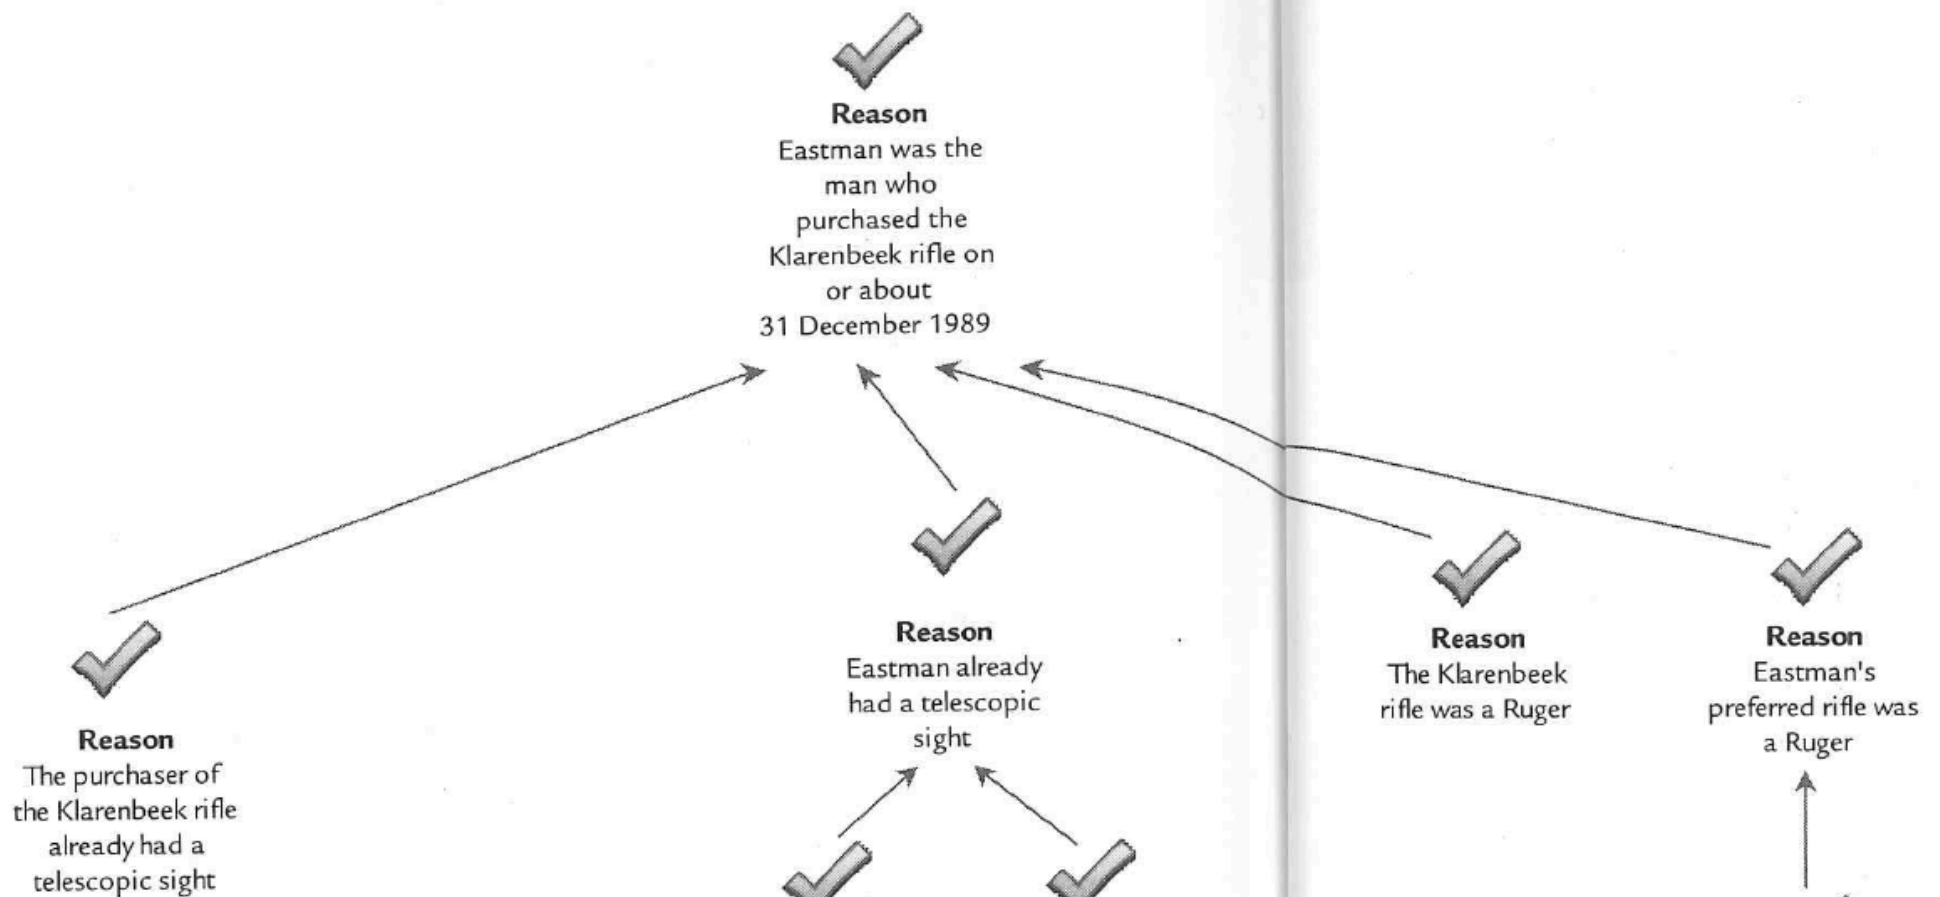 Reason
Eastman was the
man who
purchased the
Klarenbeek rifle on
or about
31 December 1989
Reason
The purchaser of
the Klarenbeek rifle
already had a
telescopic sight
Reason
Eastman already
had a telescopic
sight
Reason
The Klarenbeek
rifle was a Ruger
Reason
Eastman's
preferred rifle was
a Ruger